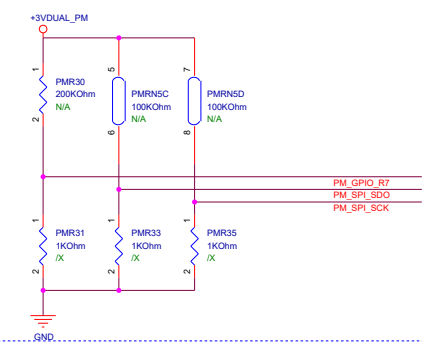 +3VDUAL_PM
1
5
7
PMR30
200KOhm
N/A
PMRN5C
100KOhm
N/A
PMRN5D
100KOhm
N/A
2
6
8
PM_GPIO_R7
PM_SPI_SDO
PM_SPI_SCK
1
1
1
PMR31
1KOhm
/X
PMR33
1KOhm
/X
PMR35
1KOhm
/X
2
2
2
GND